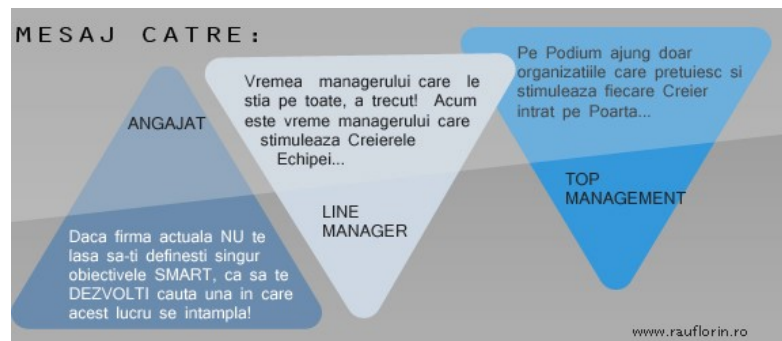 MESAJ CATRE:
ANGAJAT
Daca firma actuala NU te
lasa sa-ti definesti singur
obiectivele SMART, ca sa te
DEZVOLTI cauta una in care
acest lucru se intampla!
Vremea managerului care le
stia pe toate, a trecut! Acum
este vreme managerului care
stimuleaza Creierele
Echipei...
LINE
MANAGER
Pe Podium ajung doar
organizatiile care pretuiesc si
stimuleaza fiecare Creier
intrat pe Poarta...
TOP
MANAGEMENT
www.rauflorin.ro